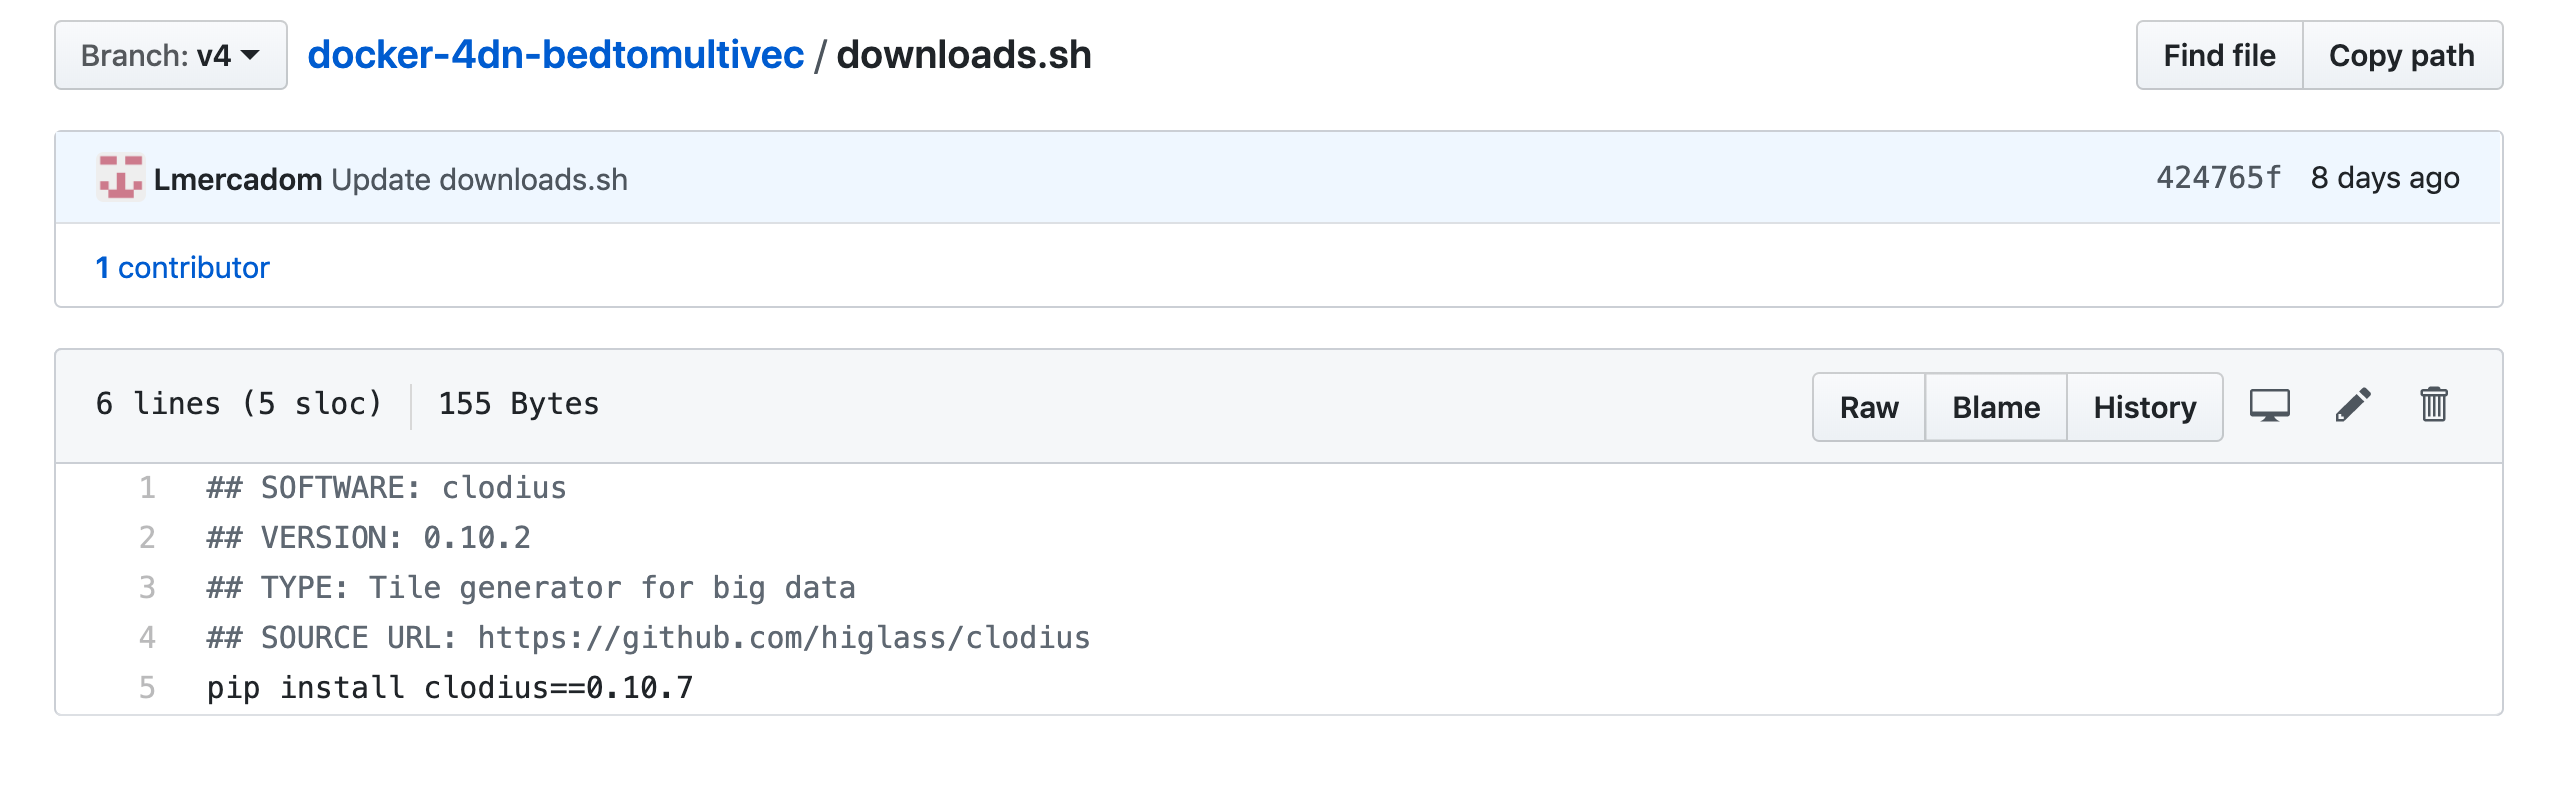 Branch: v4 docker-4dn-bedtomultivec / downloads.sh Find file Copy path
Lmercadom Update downloads.sh 424765f 8 days ago
1 contributor
6 lines (5 sloc) 155 Bytes Raw Blame History
1 ## SOFTWARE: clodius
2 ## VERSION: 0.10.2
3 ## TYPE: Tile generator for big data
4 ## SOURCE URL: https://github.com/higlass/clodius
5 pip install clodius==0.10.7